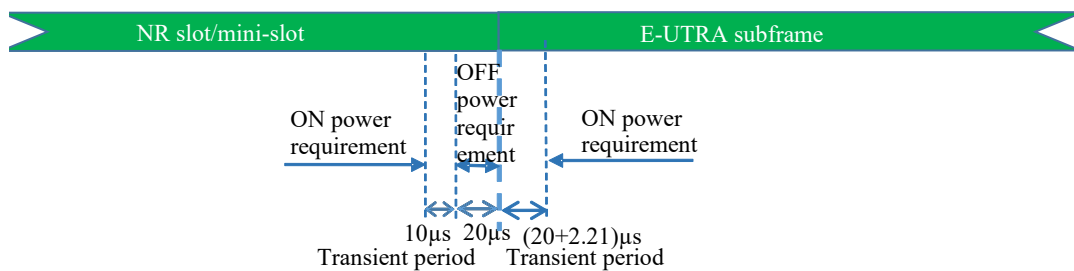 NR slot/mini-slot
E-UTRA subframe
OFF
power
requir
ement
ON power
requirement
ON power
requirement
10µs
20µs
(20+2.21)µs
Transient period
Transient period